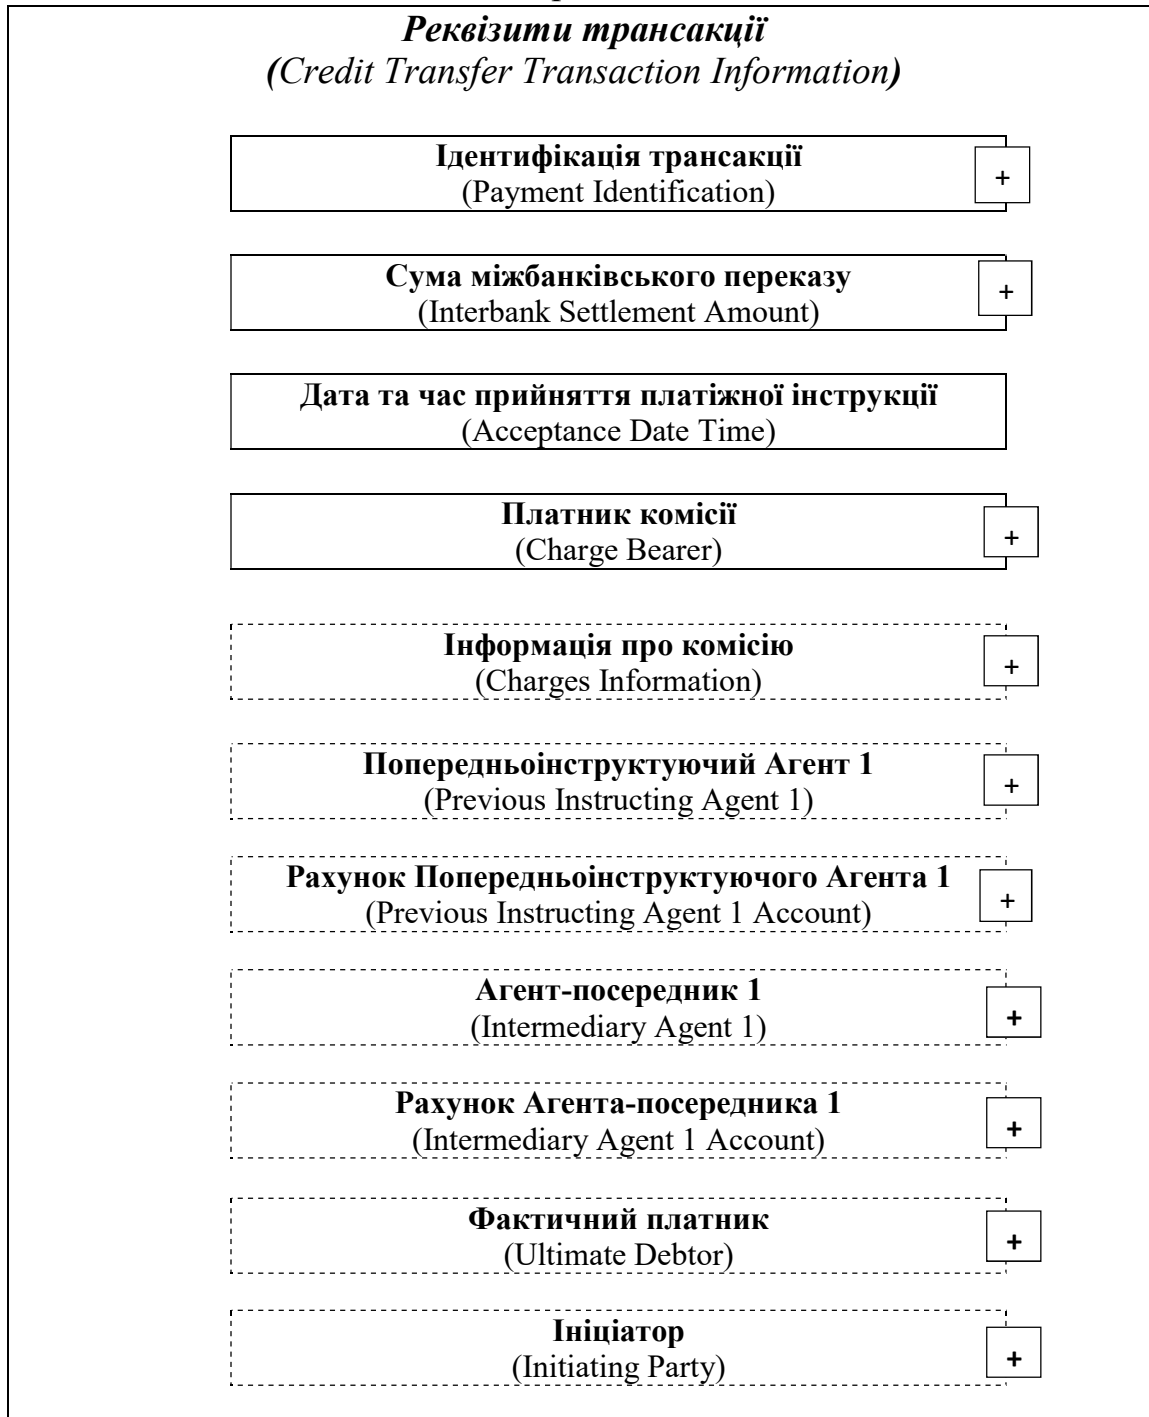 Реквізити трансакції
(Credit Transfer Transaction Information)
Ідентифікація трансакції
(Payment Identification)
+
Сума міжбанківського переказу
(Interbank Settlement Amount)
+
Дата та час прийняття платіжної інструкції
(Acceptance Date Time)
Платник комісії
(Charge Bearer)
+
Інформація про комісію
(Charges Information)
+
Попередньоінструктуючий Агент 1
(Previous Instructing Agent 1)
+
Рахунок Попередньоінструктуючого Агента 1
(Previous Instructing Agent 1 Account)
+
Агент-посередник 1
(Intermediary Agent 1)
+
Рахунок Агента-посередника 1
(Intermediary Agent 1 Account)
+
Фактичний платник
(Ultimate Debtor)
+
Ініціатор
(Initiating Party)
+